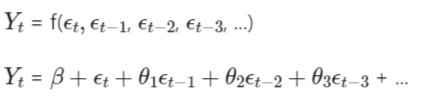 Yₜ = f(ϵₜ, ϵₜ₋₁, ϵₜ₋₂, ϵₜ₋₃, ...)
Yₜ = β + ϵₜ + θ₁ϵₜ₋₁ + θ₂ϵₜ₋₂ + θ₃ϵₜ₋₃ + ...